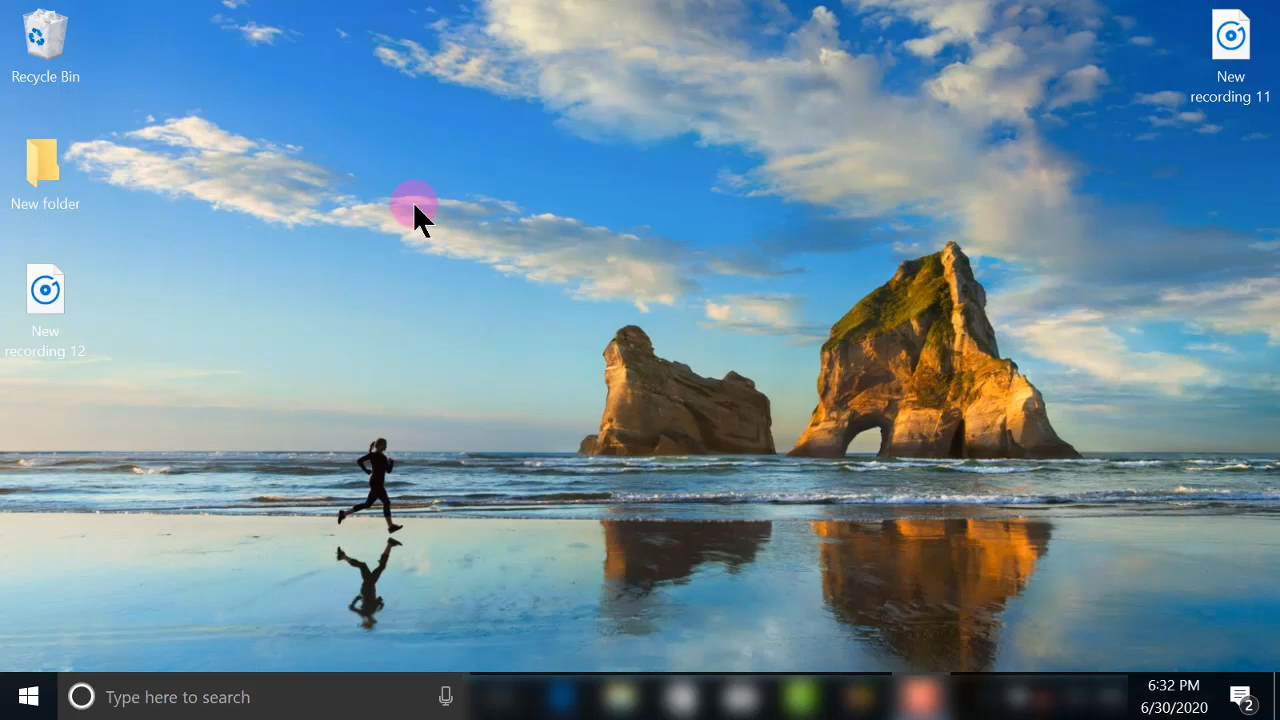 Recycle Bin
New
recording 11
New folder
New
recording 12
Type here to search
6:32 PM
6/30/2020
2